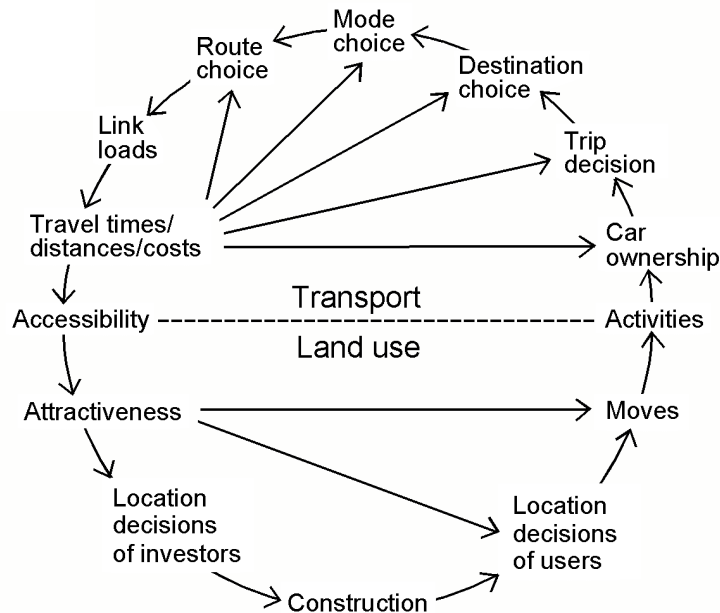 Mode
choice
Route
choice
Destination
choice
Link
loads
Trip
decision
Travel times/
distances/costs
Car
ownership
Transport
Accessibility
Activities
Land use
Attractiveness
Moves
Location
decisions
of investors
Location
decisions
of users
Construction